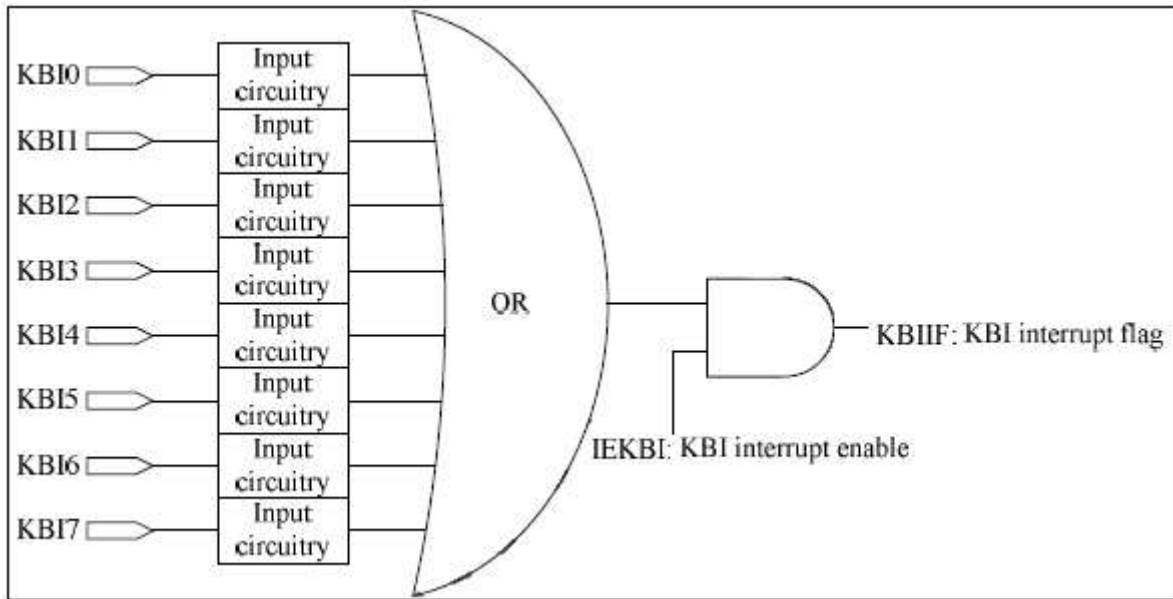 KBI0
Input
circuitry
KBI1
Input
circuitry
KBI2
Input
circuitry
KBI3
Input
circuitry
KBI4
Input
circuitry
KBI5
Input
circuitry
KBI6
Input
circuitry
KBI7
Input
circuitry
OR
KBIIF: KBI interrupt flag
IEKBI: KBI interrupt enable